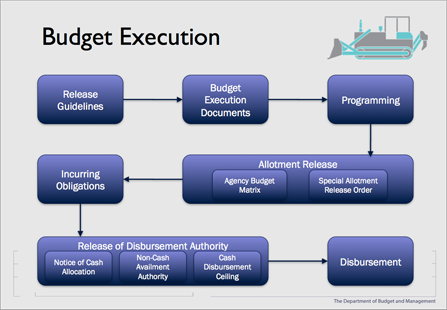 Budget Execution
Release
Guidelines
Budget
Execution
Documents
Programming
Allotment Release
Agency Budget
Matrix
Special Allotment
Release Order
Incurring
Obligations
Release of Disbursement Authority
Notice of Cash
Allocation
Non-Cash
Availment
Authority
Cash
Disbursement
Ceiling
Disbursement
The Department of Budget and Management